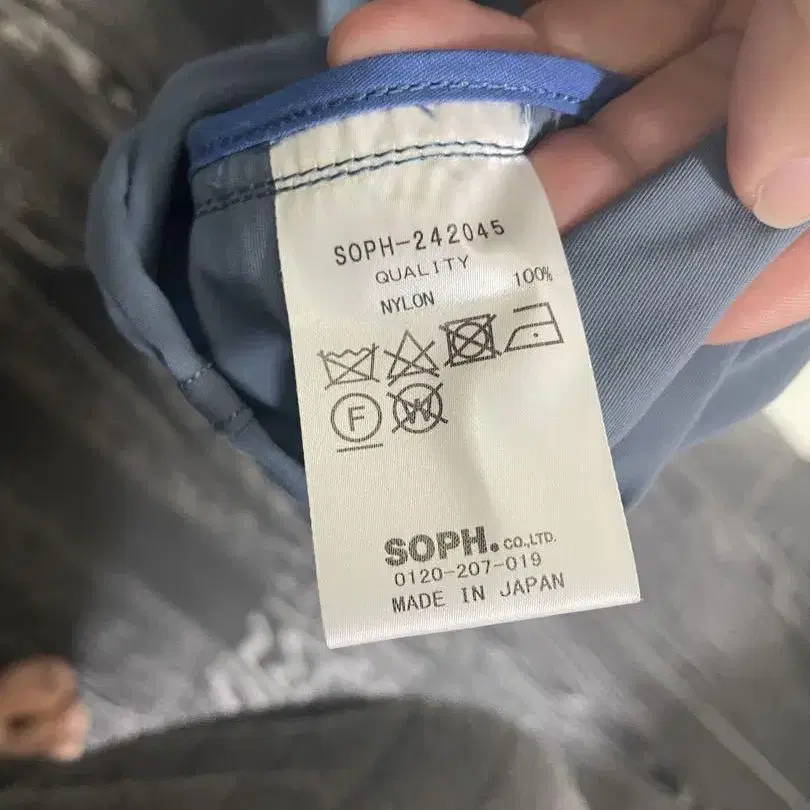 SOPH-242045
QUALITY
NYLON 100%
F W
SOPH. CO.,LTD.
0120-207-019
MADE IN JAPAN